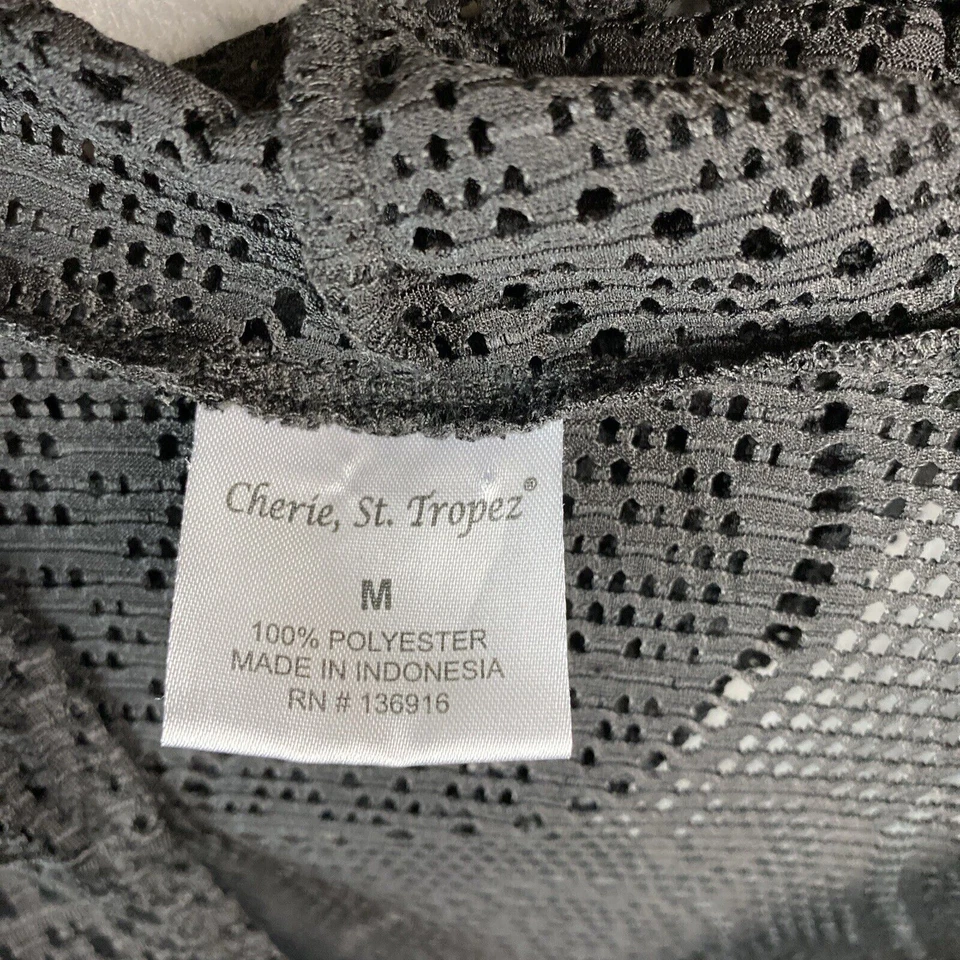 Cherie, St. Tropez®
M
100% POLYESTER
MADE IN INDONESIA
RN # 136916